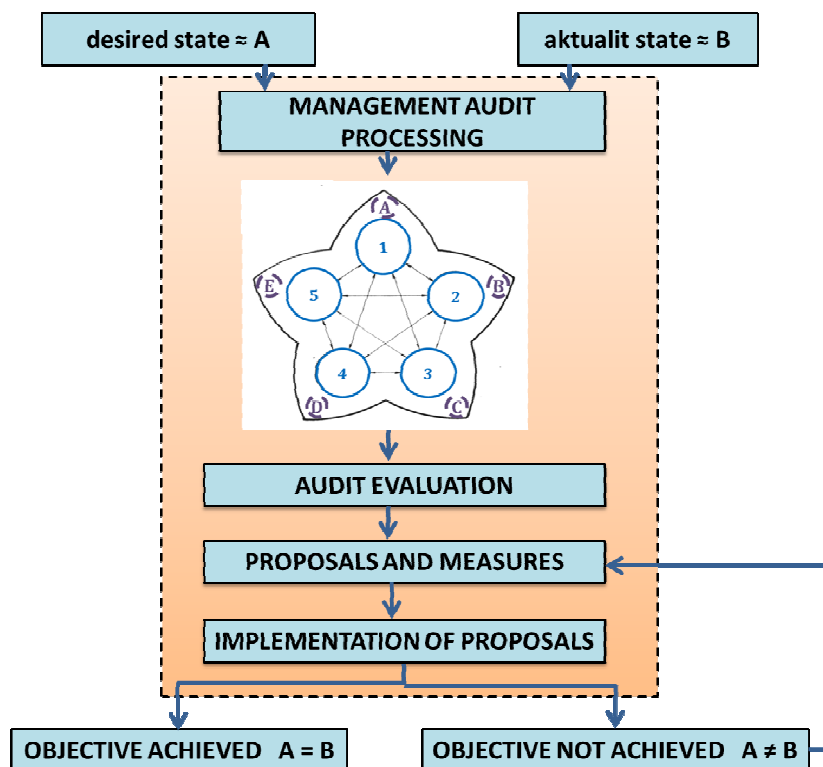 desired state ≈ A
aktualit state ≈ B
MANAGEMENT AUDIT
PROCESSING
A
1
E
B
5
2
4
3
D
C
AUDIT EVALUATION
PROPOSALS AND MEASURES
IMPLEMENTATION OF PROPOSALS
OBJECTIVE ACHIEVED A = B
OBJECTIVE NOT ACHIEVED A ≠ B